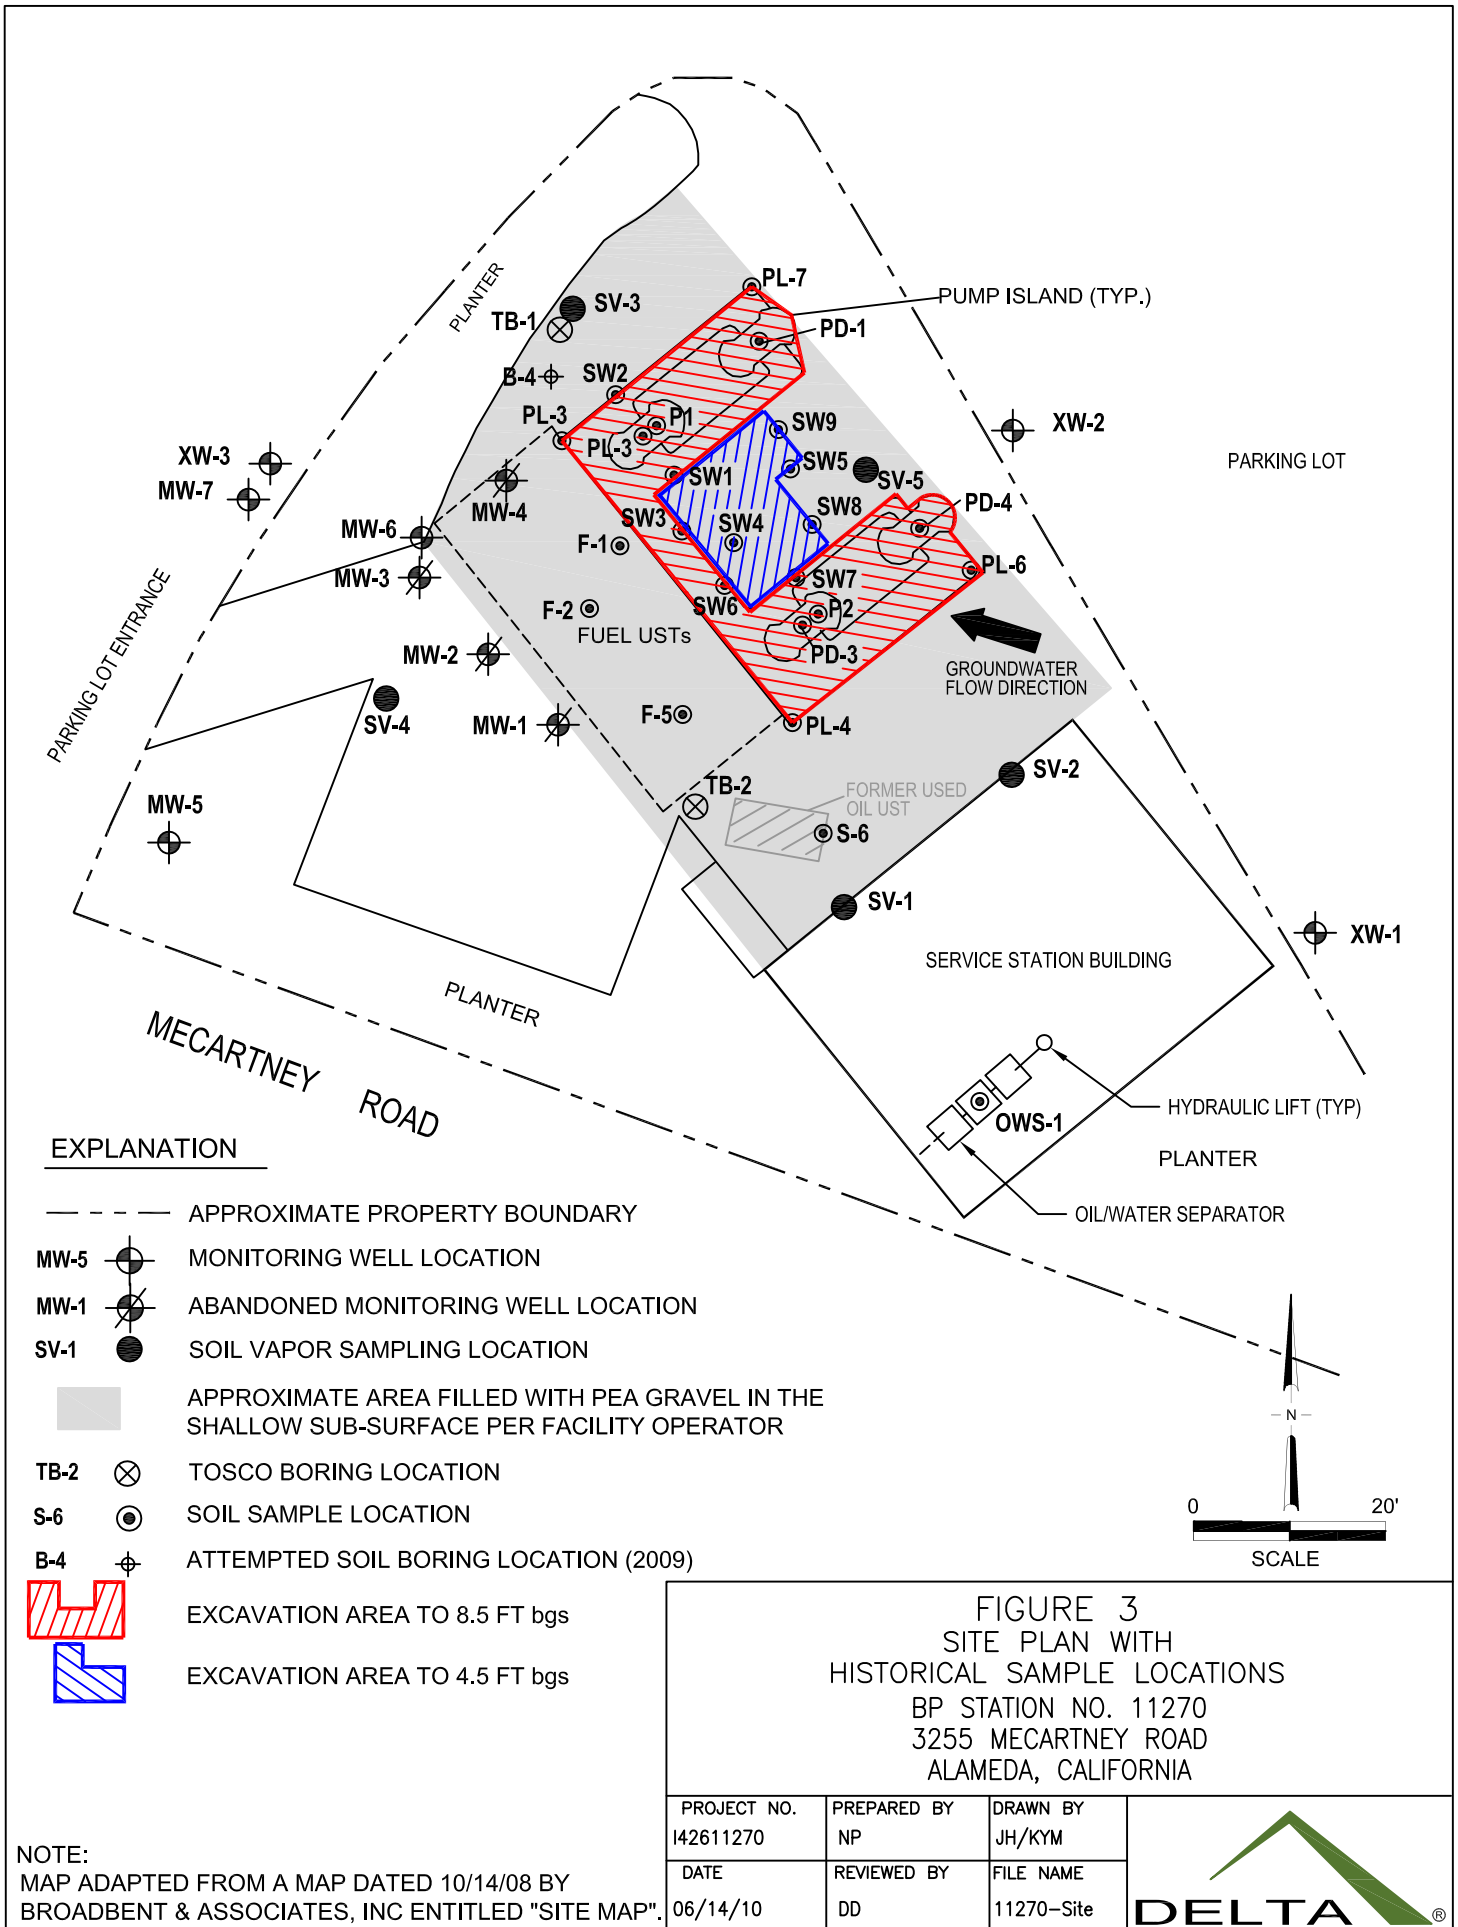 PLANTER
SV-3
TB-1
PL-7
PUMP ISLAND (TYP.)
PD-1
B-4
SW2
PL-3
P1
PL-3
SW9
XW-2
XW-3
MW-7
MW-4
SW1
SW5
SV-5
PARKING LOT
MW-6
SW3
SW4
SW8
PD-4
F-1
MW-3
PL-6
SW7
SW6
F-2
P2
FUEL USTs
PD-3
MW-2
GROUNDWATER
FLOW DIRECTION
PARKING LOT ENTRANCE
SV-4
MW-1
F-5
PL-4
SV-2
TB-2
FORMER USED
OIL UST
MW-5
S-6
SV-1
XW-1
SERVICE STATION BUILDING
PLANTER
MECARTNEY ROAD
HYDRAULIC LIFT (TYP)
OWS-1
PLANTER
OIL/WATER SEPARATOR
EXPLANATION
APPROXIMATE PROPERTY BOUNDARY
MW-5 MONITORING WELL LOCATION
MW-1 ABANDONED MONITORING WELL LOCATION
SV-1 SOIL VAPOR SAMPLING LOCATION
APPROXIMATE AREA FILLED WITH PEA GRAVEL IN THE
SHALLOW SUB-SURFACE PER FACILITY OPERATOR
TB-2 TOSCO BORING LOCATION
S-6 SOIL SAMPLE LOCATION
B-4 ATTEMPTED SOIL BORING LOCATION (2009)
EXCAVATION AREA TO 8.5 FT bgs
EXCAVATION AREA TO 4.5 FT bgs
N
0 20'
SCALE
FIGURE 3
SITE PLAN WITH
HISTORICAL SAMPLE LOCATIONS
BP STATION NO. 11270
3255 MECARTNEY ROAD
ALAMEDA, CALIFORNIA
PROJECT NO. PREPARED BY DRAWN BY
I42611270 NP JH/KYM
DATE REVIEWED BY FILE NAME
06/14/10 DD 11270-Site
DELTA ®
NOTE:
MAP ADAPTED FROM A MAP DATED 10/14/08 BY
BROADBENT & ASSOCIATES, INC ENTITLED "SITE MAP".